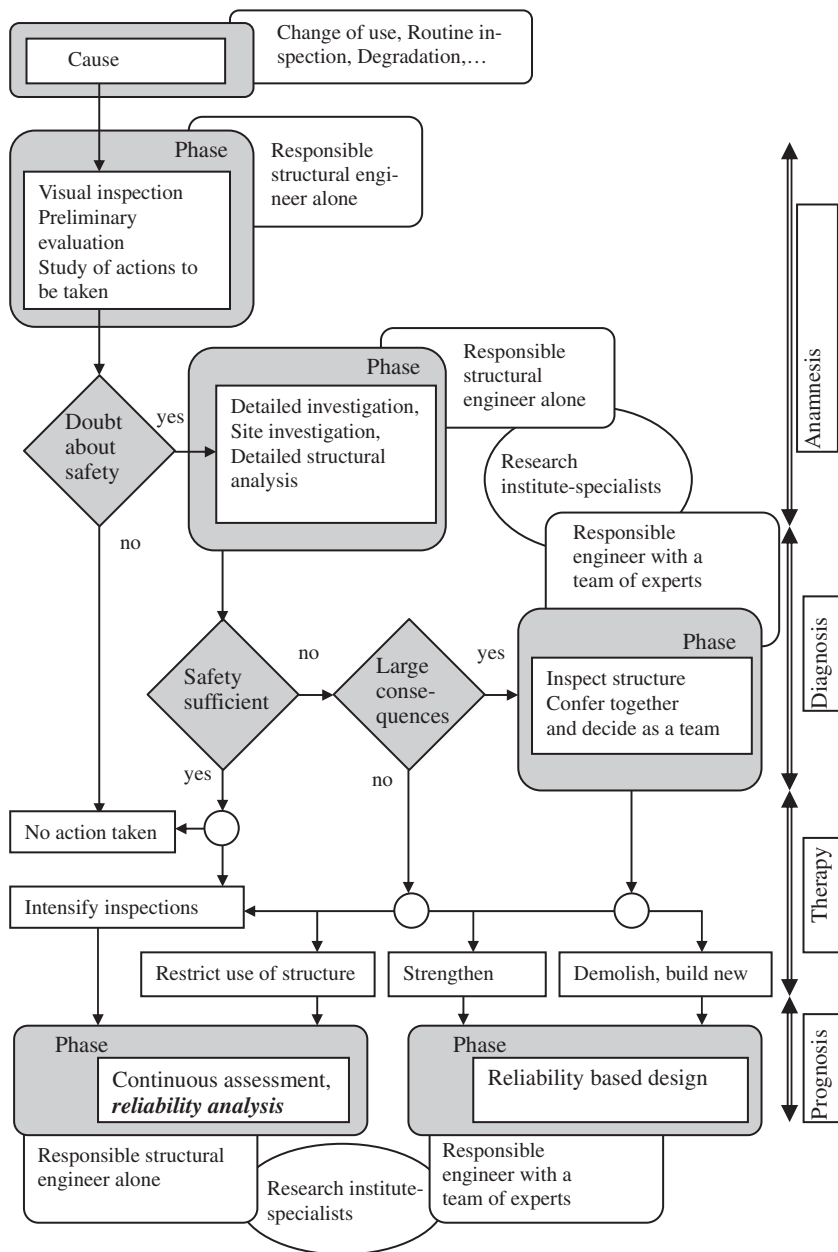 Change of use, Routine in-
spection, Degradation,…
Cause
Phase
Responsible
structural engi-
neer alone
Visual inspection
Preliminary
evaluation
Study of actions to
be taken
Phase
Responsible
structural
engineer alone
Anamnesis
Doubt
about
safety
yes
Detailed investigation,
Site investigation,
Detailed structural
analysis
Research
institute-specialists
no
Responsible
engineer with a
team of experts
Phase
Safety
sufficient
no
Large
conse-
quences
yes
Inspect structure
Confer together
and decide as a team
Diagnosis
yes
no
No action taken
Therapy
Intensify inspections
Restrict use of structure
Strengthen
Demolish, build new
Phase
Continuous assessment,
reliability analysis
Phase
Reliability based design
Prognosis
Responsible structural
engineer alone
Research institute-
specialists
Responsible
engineer with a
team of experts